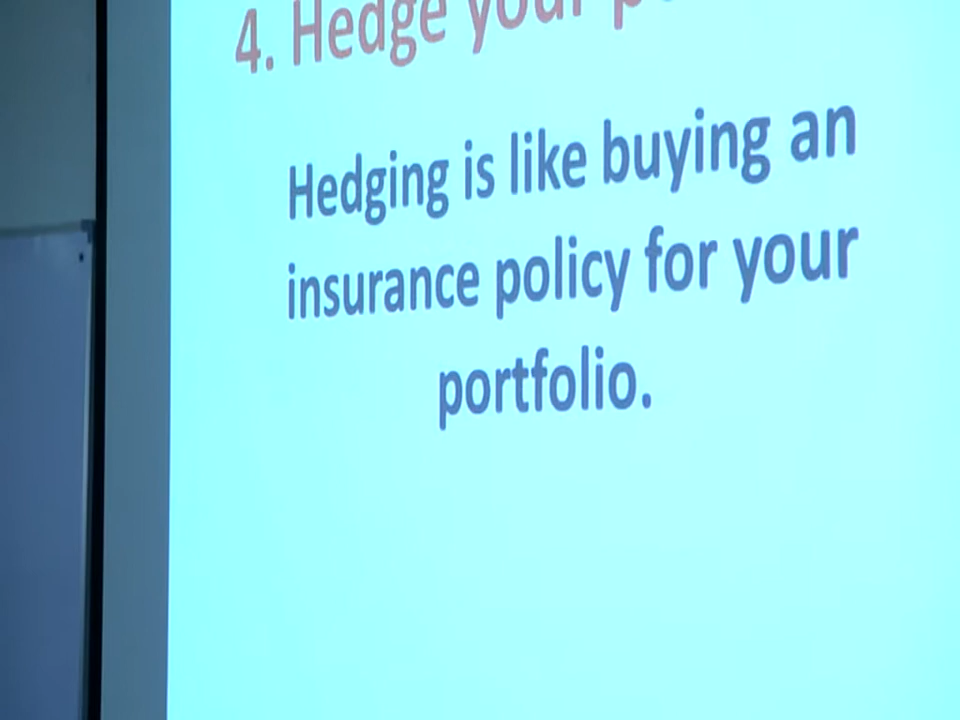 4. Hedge your
Hedging is like buying an
insurance policy for your
portfolio.